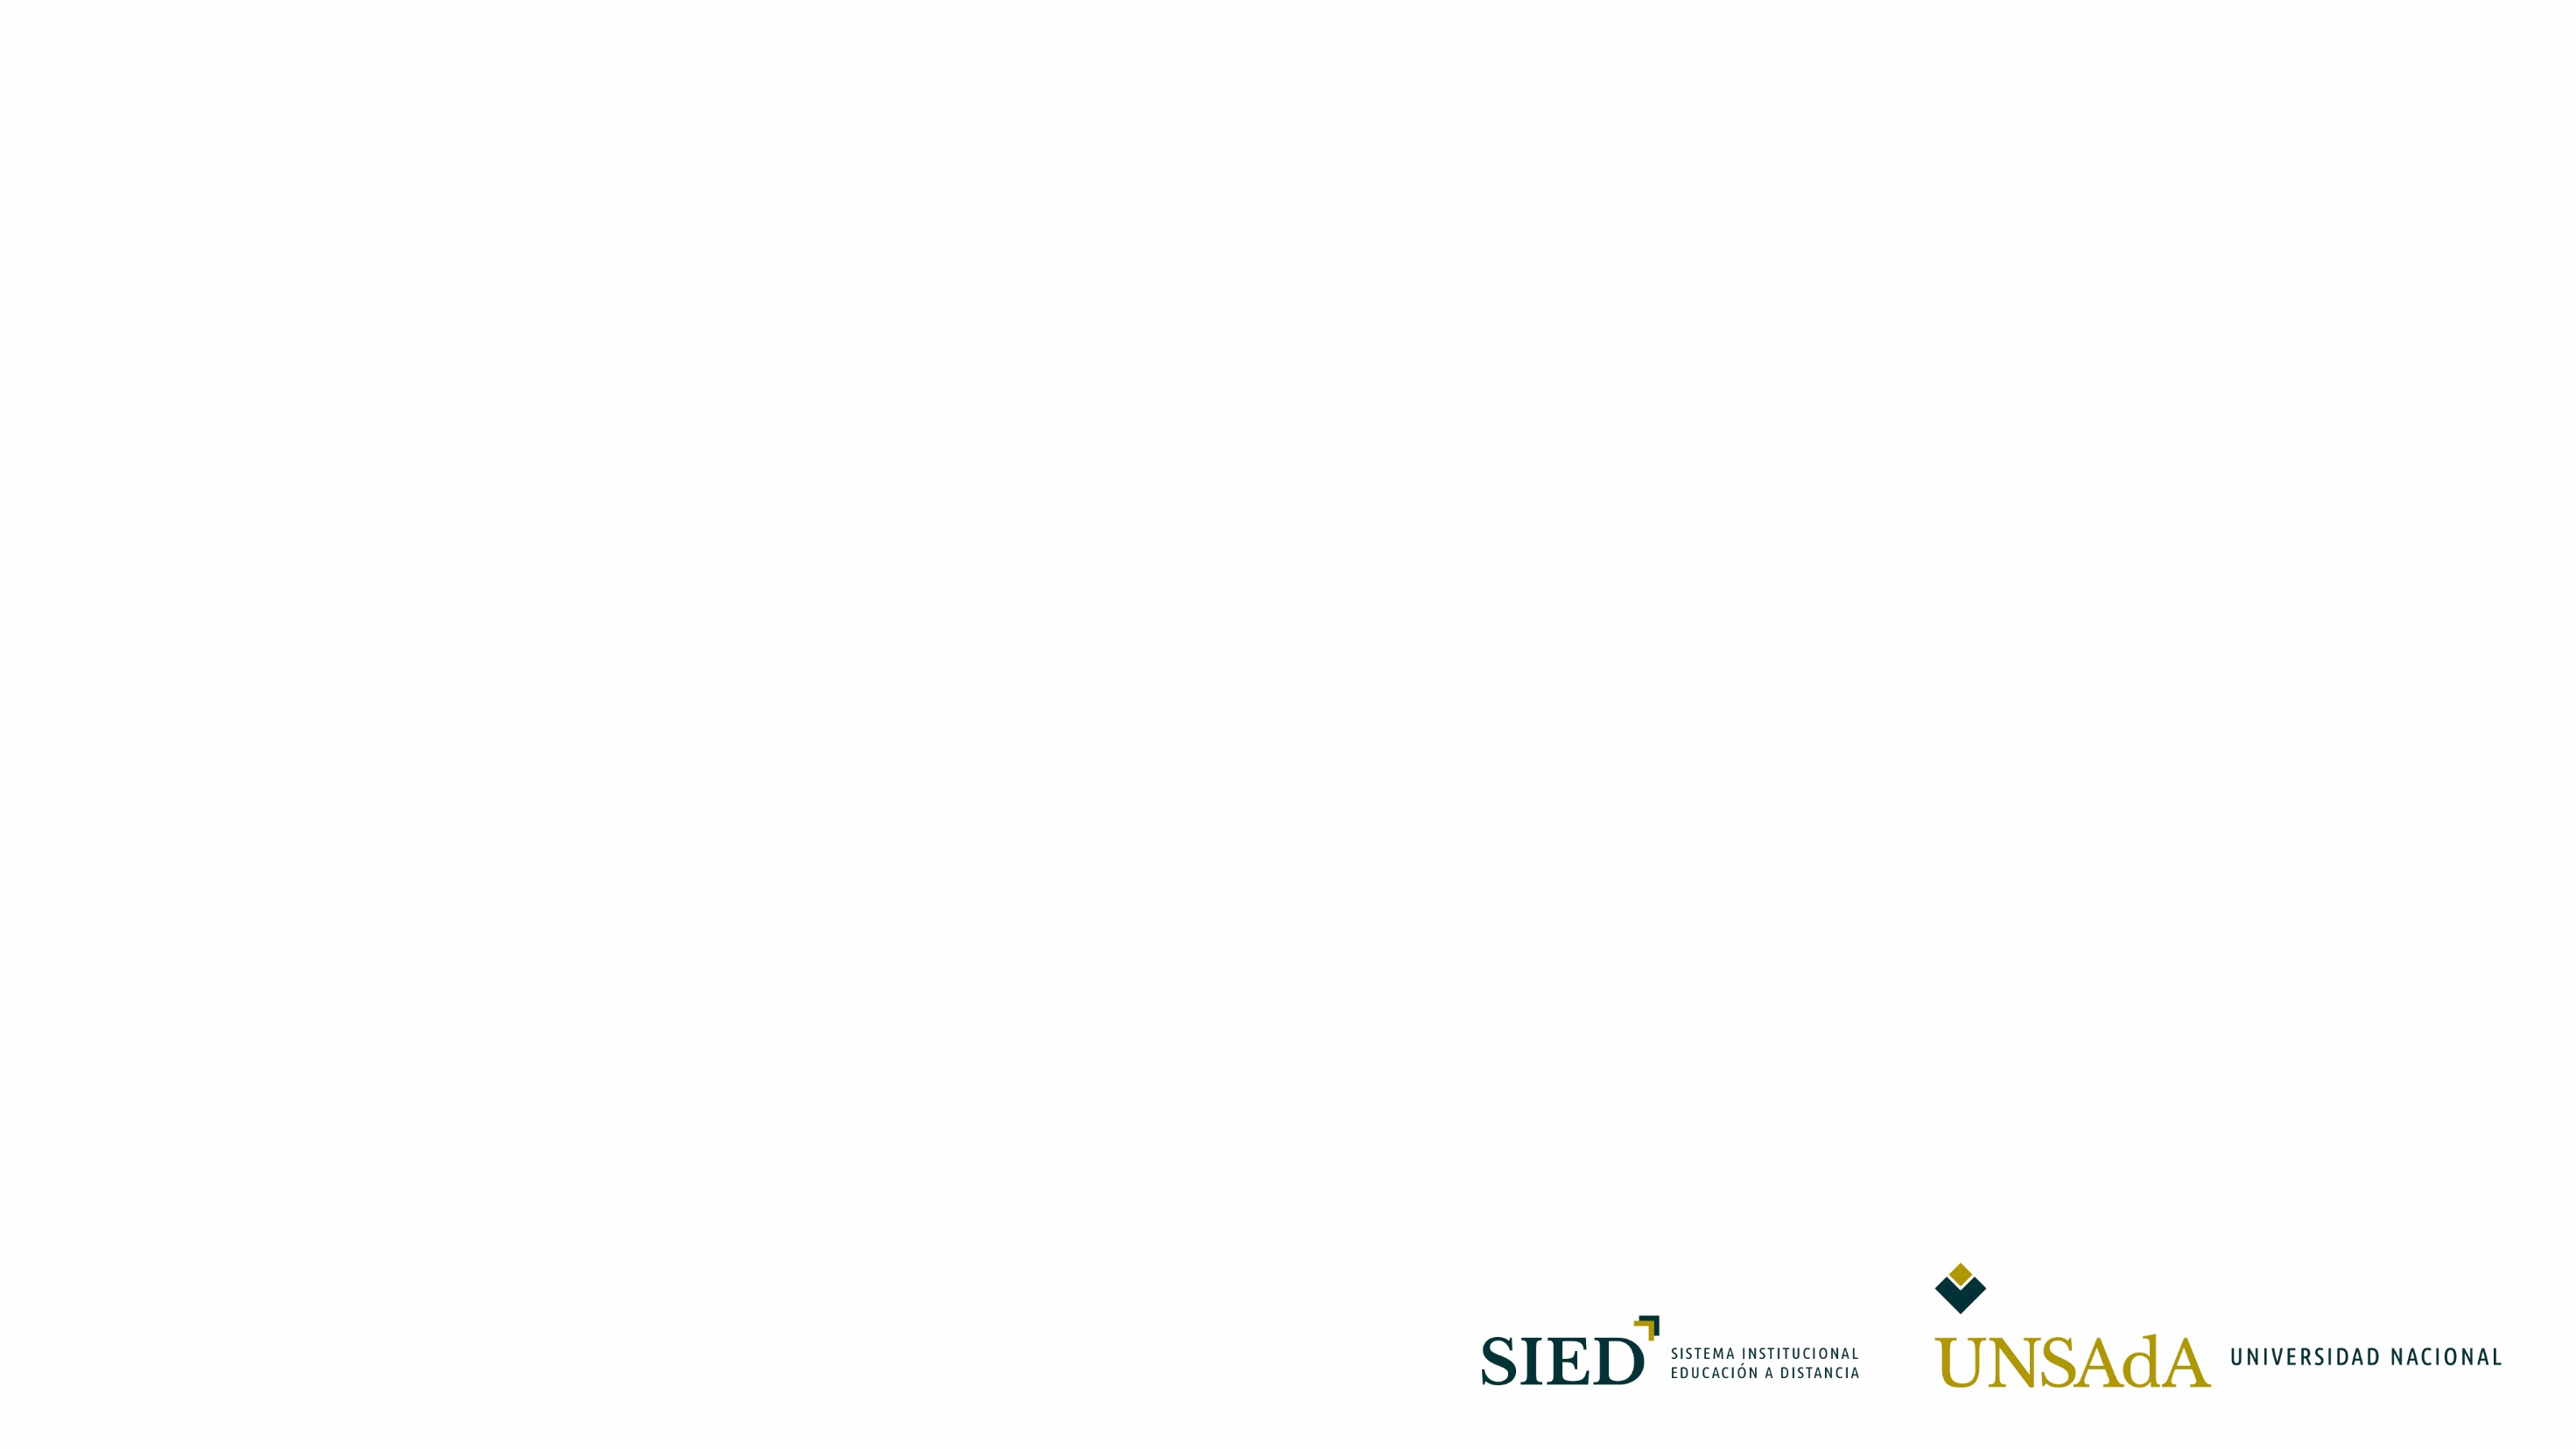 SIED
SISTEMA INSTITUCIONAL
EDUCACIÓN A DISTANCIA
UNSAdA UNIVERSIDAD NACIONAL